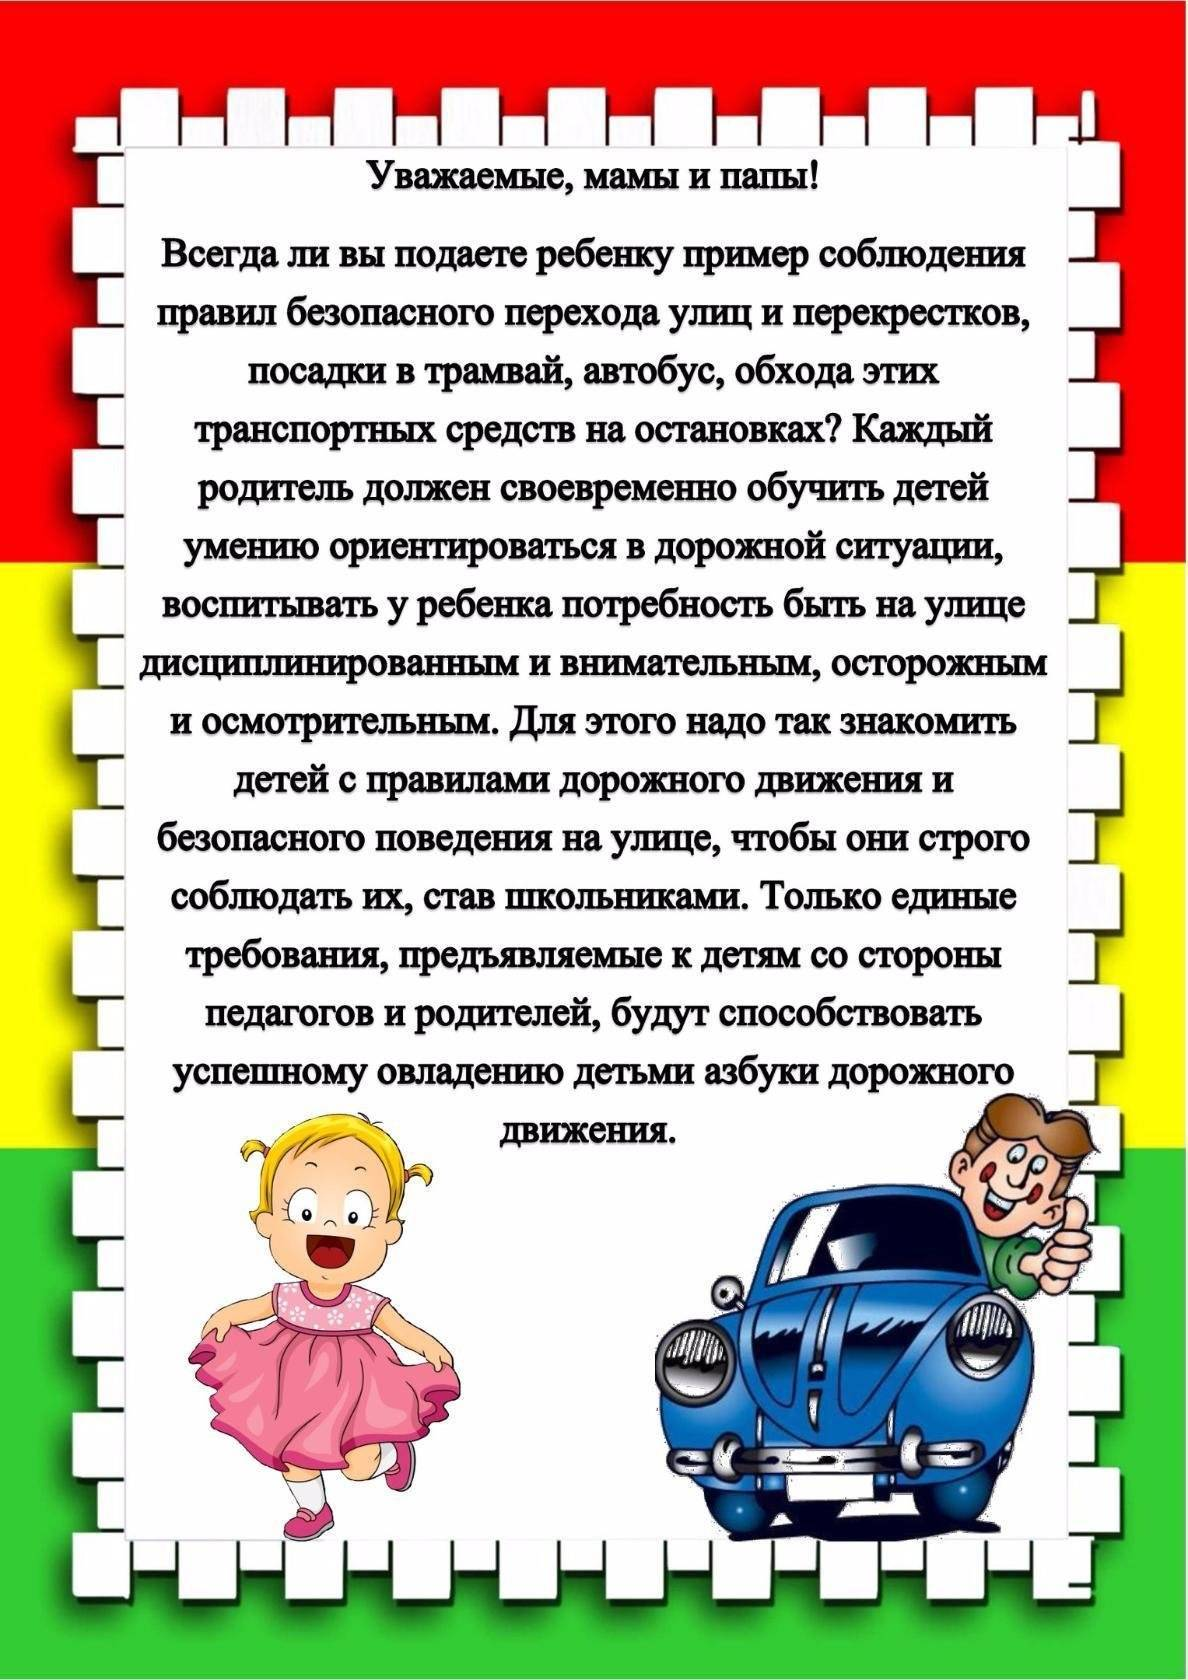 Уважаемые, мамы и папы!
Всегда ли вы подаете ребенку пример соблюдения
правил безопасного перехода улиц и перекрестков,
посадки в трамвай, автобус, обхода этих
транспортных средств на остановках? Каждый
родитель должен своевременно обучить детей
умению ориентироваться в дорожной ситуации,
воспитывать у ребенка потребность быть на улице
дисциплинированным и внимательным, осторожным
и осмотрительным. Для этого надо так знакомить
детей с правилами дорожного движения и
безопасного поведения на улице, чтобы они строго
соблюдать их, став школьниками. Только единые
требования, предъявляемые к детям со стороны
педагогов и родителей, будут способствовать
успешному овладению детьми азбуки дорожного
движения.